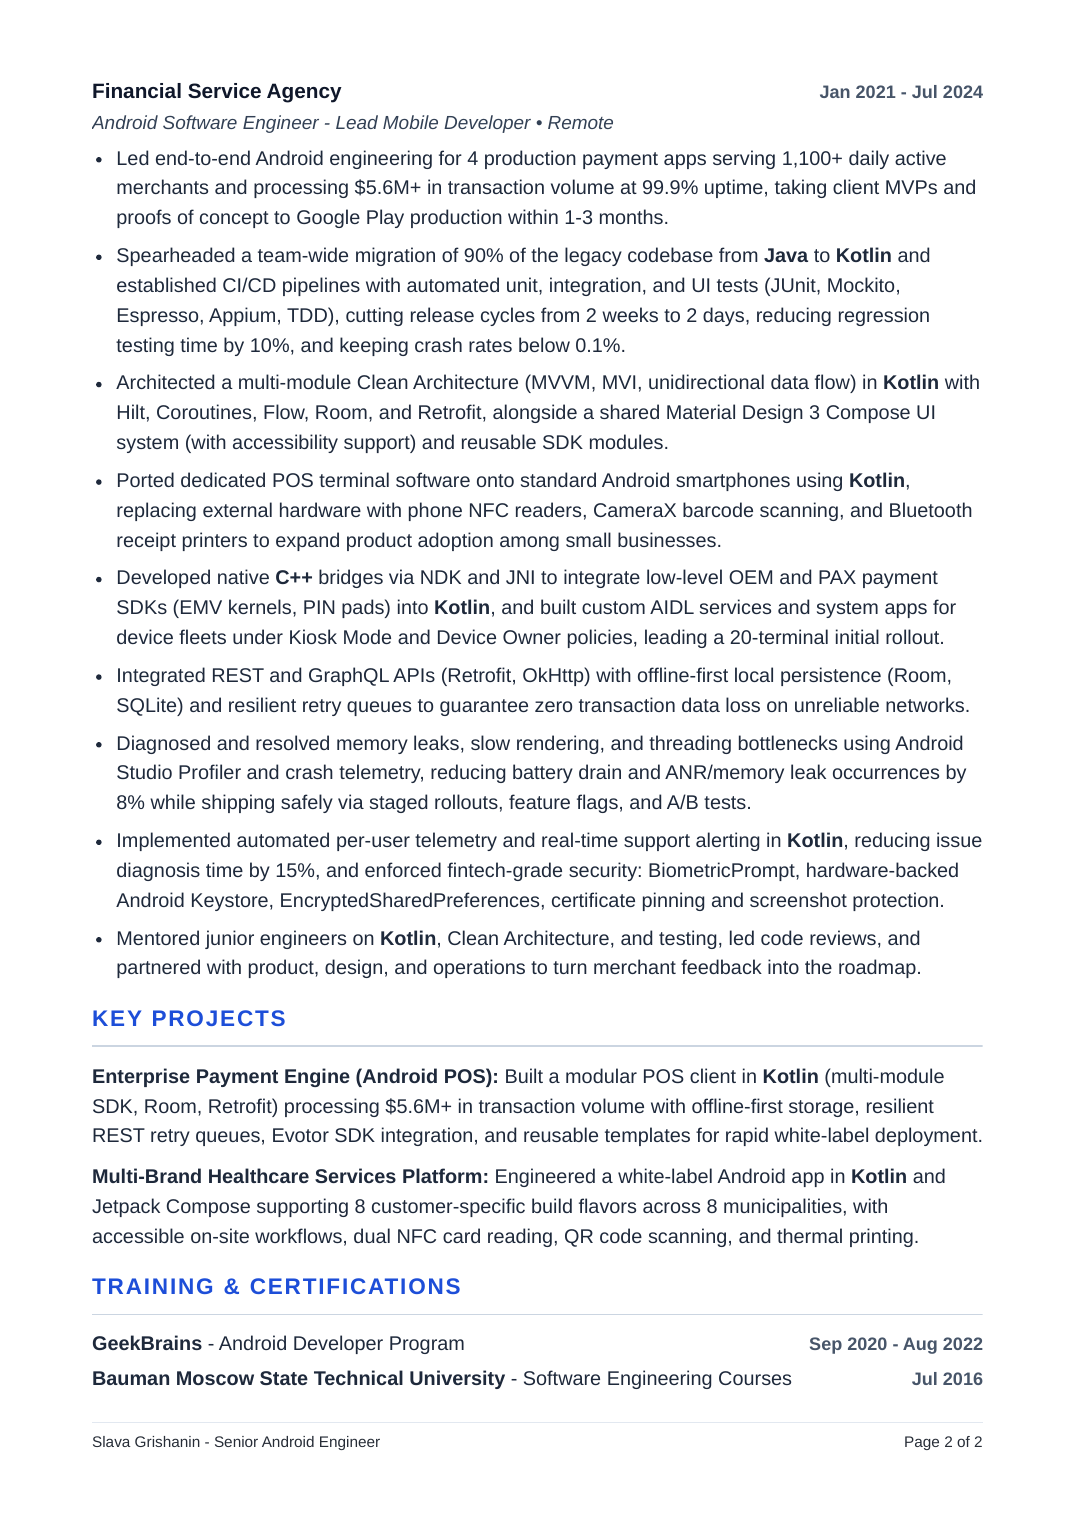 Financial Service Agency Jan 2021 - Jul 2024
Android Software Engineer - Lead Mobile Developer • Remote
• Led end-to-end Android engineering for 4 production payment apps serving 1,100+ daily active
merchants and processing $5.6M+ in transaction volume at 99.9% uptime, taking client MVPs and
proofs of concept to Google Play production within 1-3 months.
• Spearheaded a team-wide migration of 90% of the legacy codebase from Java to Kotlin and
established CI/CD pipelines with automated unit, integration, and UI tests (JUnit, Mockito,
Espresso, Appium, TDD), cutting release cycles from 2 weeks to 2 days, reducing regression
testing time by 10%, and keeping crash rates below 0.1%.
• Architected a multi-module Clean Architecture (MVVM, MVI, unidirectional data flow) in Kotlin with
Hilt, Coroutines, Flow, Room, and Retrofit, alongside a shared Material Design 3 Compose UI
system (with accessibility support) and reusable SDK modules.
• Ported dedicated POS terminal software onto standard Android smartphones using Kotlin,
replacing external hardware with phone NFC readers, CameraX barcode scanning, and Bluetooth
receipt printers to expand product adoption among small businesses.
• Developed native C++ bridges via NDK and JNI to integrate low-level OEM and PAX payment
SDKs (EMV kernels, PIN pads) into Kotlin, and built custom AIDL services and system apps for
device fleets under Kiosk Mode and Device Owner policies, leading a 20-terminal initial rollout.
• Integrated REST and GraphQL APIs (Retrofit, OkHttp) with offline-first local persistence (Room,
SQLite) and resilient retry queues to guarantee zero transaction data loss on unreliable networks.
• Diagnosed and resolved memory leaks, slow rendering, and threading bottlenecks using Android
Studio Profiler and crash telemetry, reducing battery drain and ANR/memory leak occurrences by
8% while shipping safely via staged rollouts, feature flags, and A/B tests.
• Implemented automated per-user telemetry and real-time support alerting in Kotlin, reducing issue
diagnosis time by 15%, and enforced fintech-grade security: BiometricPrompt, hardware-backed
Android Keystore, EncryptedSharedPreferences, certificate pinning and screenshot protection.
• Mentored junior engineers on Kotlin, Clean Architecture, and testing, led code reviews, and
partnered with product, design, and operations to turn merchant feedback into the roadmap.
KEY PROJECTS
Enterprise Payment Engine (Android POS): Built a modular POS client in Kotlin (multi-module
SDK, Room, Retrofit) processing $5.6M+ in transaction volume with offline-first storage, resilient
REST retry queues, Evotor SDK integration, and reusable templates for rapid white-label deployment.
Multi-Brand Healthcare Services Platform: Engineered a white-label Android app in Kotlin and
Jetpack Compose supporting 8 customer-specific build flavors across 8 municipalities, with
accessible on-site workflows, dual NFC card reading, QR code scanning, and thermal printing.
TRAINING & CERTIFICATIONS
GeekBrains - Android Developer Program Sep 2020 - Aug 2022
Bauman Moscow State Technical University - Software Engineering Courses Jul 2016
Slava Grishanin - Senior Android Engineer Page 2 of 2